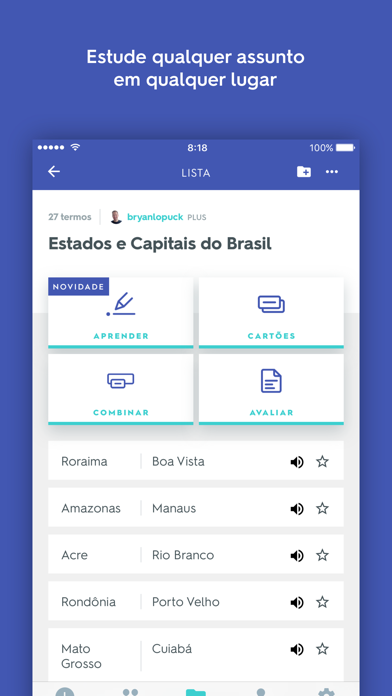 Estude qualquer assunto
em qualquer lugar
8:18
100%
LISTA
27 termos
bryanlopuck PLUS
Estados e Capitais do Brasil
NOVIDADE
APRENDER
CARTÕES
COMBINAR
AVALIAR
Roraima Boa Vista
Amazonas Manaus
Acre Rio Branco
Rondônia Porto Velho
Mato Cuiabá
Grosso